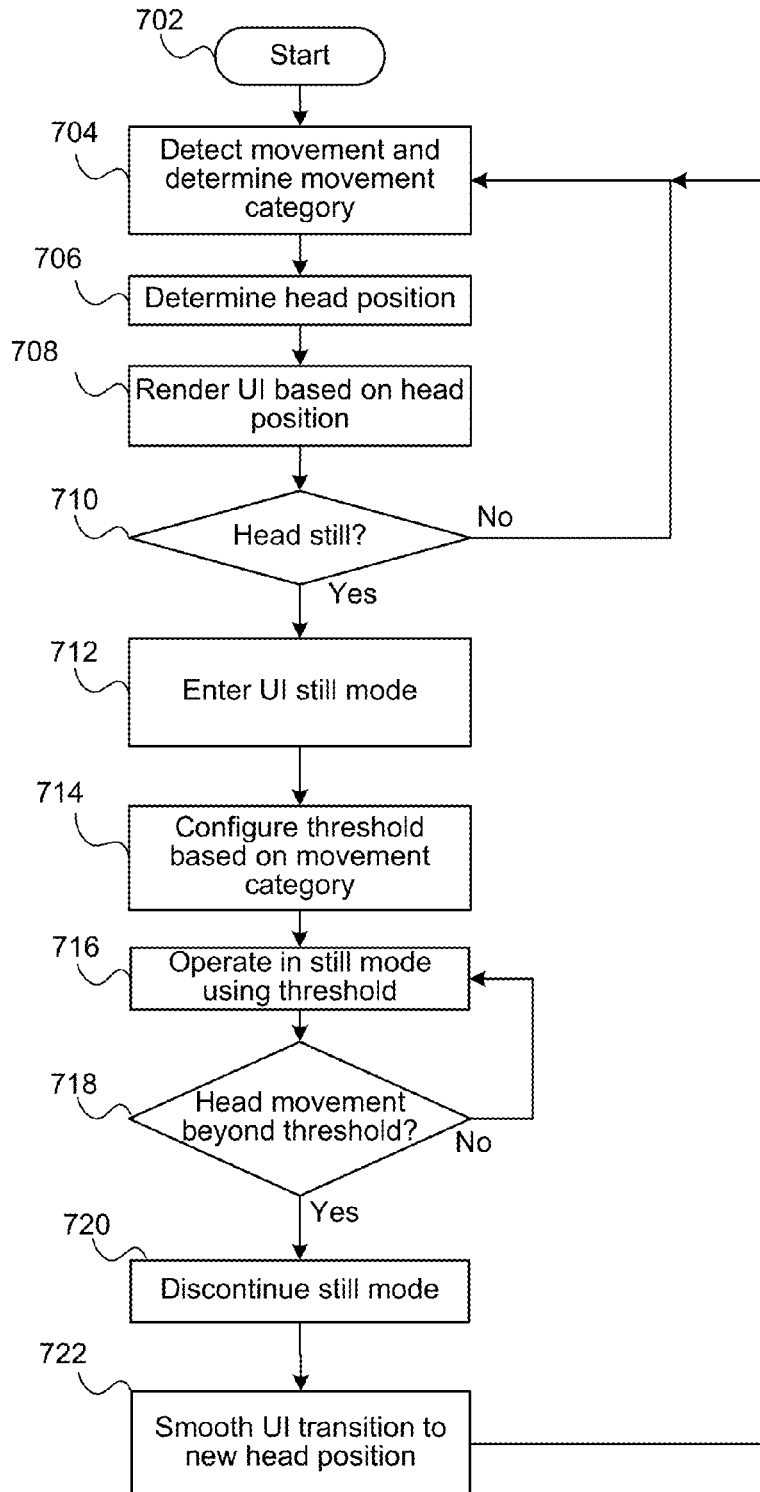 702
Start
704
Detect movement and
determine movement
category
706
Determine head position
708
Render UI based on head
position
710
Head still?
No
Yes
712
Enter UI still mode
714
Configure threshold
based on movement
category
716
Operate in still mode
using threshold
718
Head movement
beyond threshold?
No
Yes
720
Discontinue still mode
722
Smooth UI transition to
new head position